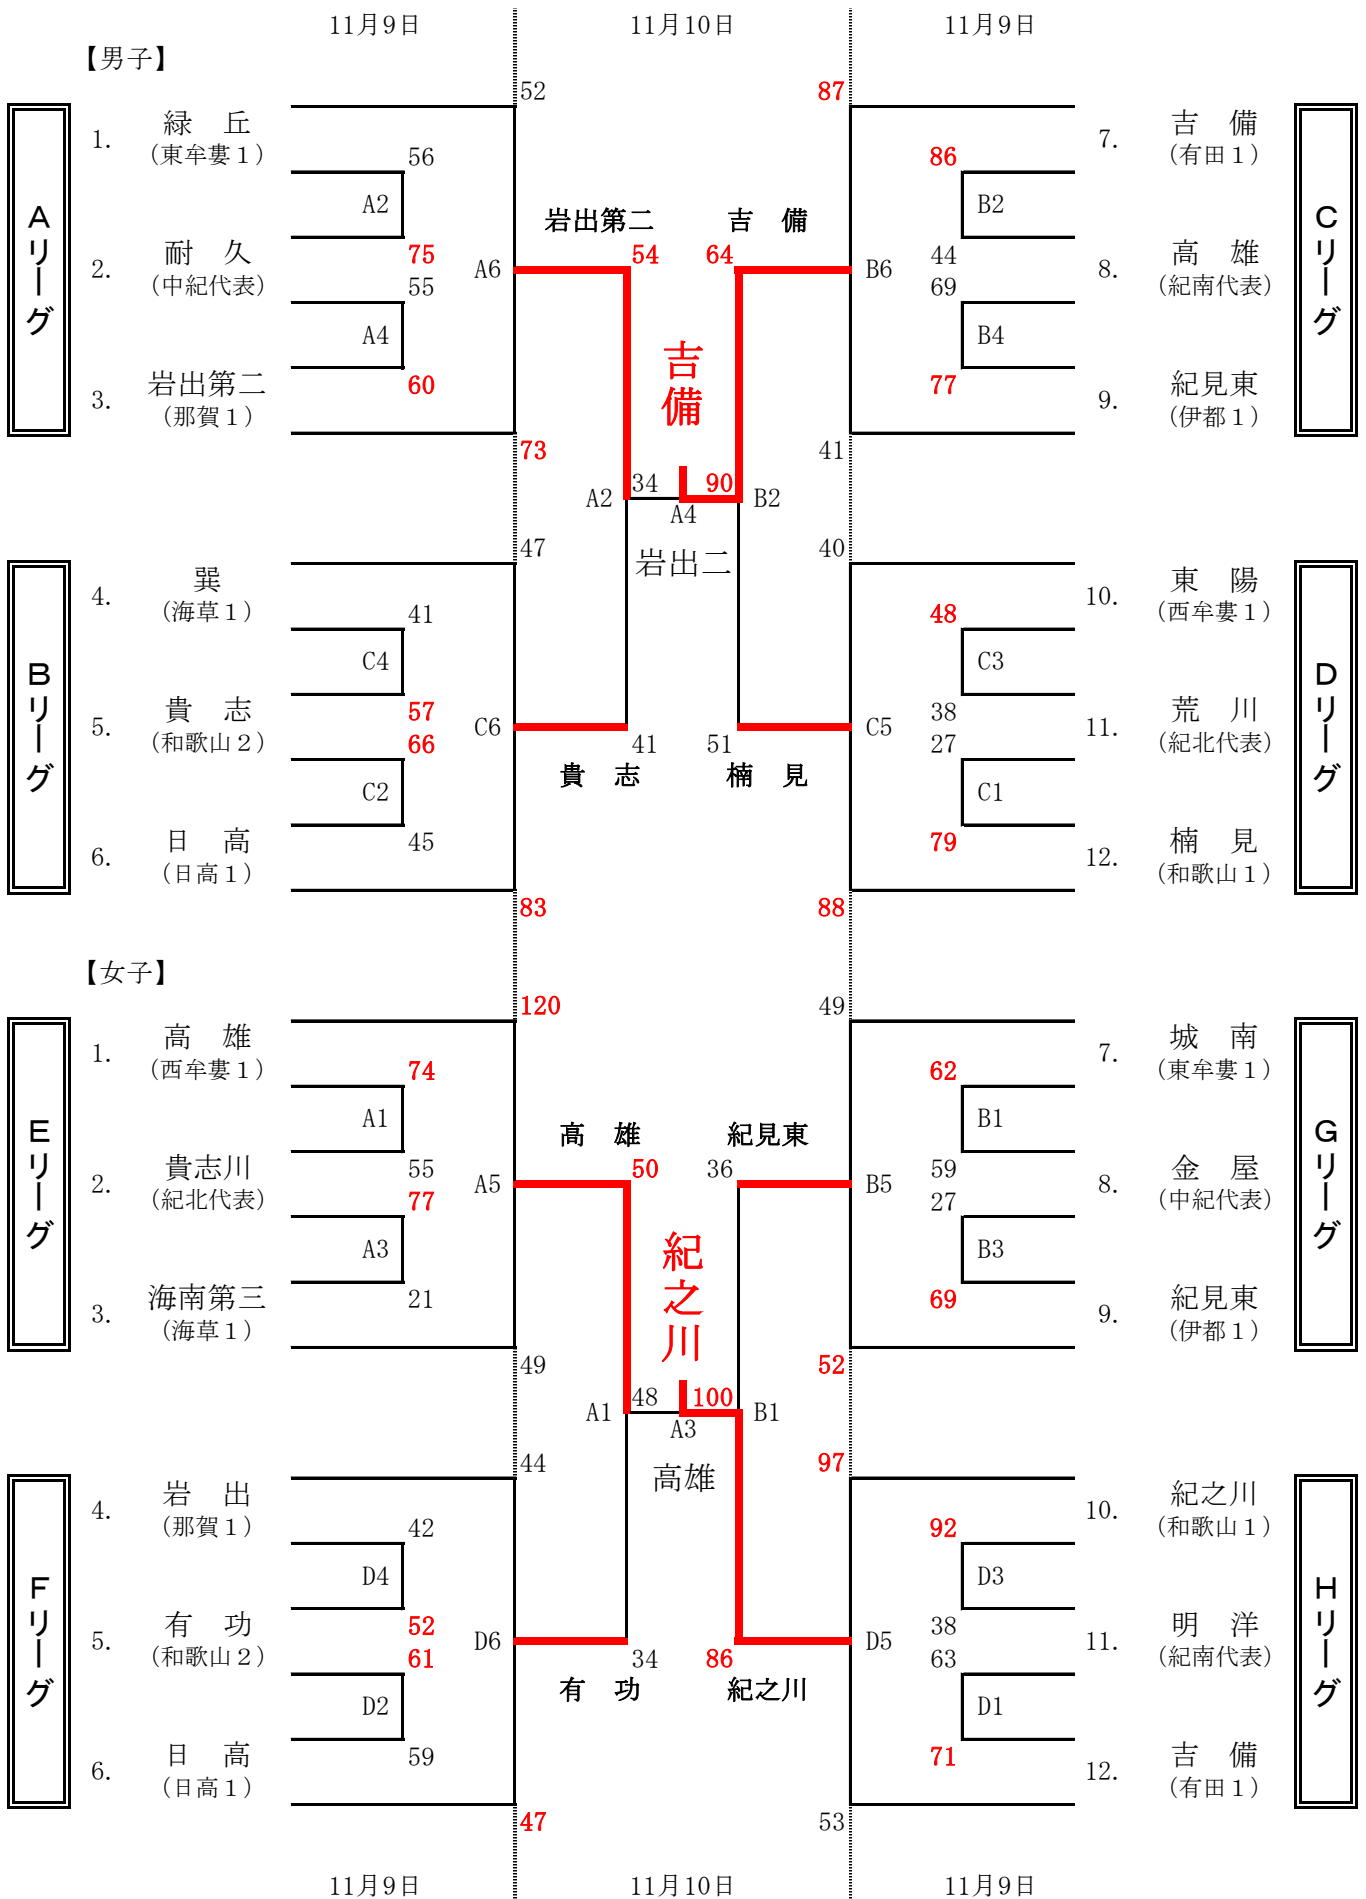 11月9日 11月10日 11月9日
【男子】
52 87
1. 緑 丘 7. 吉 備
(東牟婁1) 56 86 (有田1)
A2 B2
Aリーグ 岩出第二 吉 備 Cリーグ
2. 耐 久 75 54 64 44 8. 高 雄
(中紀代表) 55 A6 B6 69 (紀南代表)
A4 吉備 B4
3. 岩出第二 60 77 9. 紀見東
(那賀1) (伊都1)
73 41
A2 34 90 B2
A4
岩出二
47 40
4. 巽 10. 東 陽
(海草1) 41 48 (西牟婁1)
C4 C3
Bリーグ Dリーグ
5. 貴 志 57 38 11. 荒 川
(和歌山2) 66 C6 41 51 C5 27 (紀北代表)
貴 志 楠 見
C2 C1
6. 日 高 45 79 12. 楠 見
(日高1) (和歌山1)
83 88
【女子】
120 49
1. 高 雄 7. 城 南
(西牟婁1) 74 62 (東牟婁1)
A1 B1
Eリーグ 高 雄 紀見東 Gリーグ
2. 貴志川 55 50 36 59 8. 金 屋
(紀北代表) 77 A5 B5 27 (中紀代表)
A3 紀之川 B3
3. 海南第三 21 69 9. 紀見東
(海草1) (伊都1)
49 52
A1 48 100 B1
A3
高雄
44 97
4. 岩 出 10. 紀之川
(那賀1) 42 92 (和歌山1)
D4 D3
Fリーグ Hリーグ
5. 有 功 52 38 11. 明 洋
(和歌山2) 61 D6 34 86 D5 63 (紀南代表)
有 功 紀之川
D2 D1
6. 日 高 59 71 12. 吉 備
(日高1) (有田1)
47 53
11月9日 11月10日 11月9日